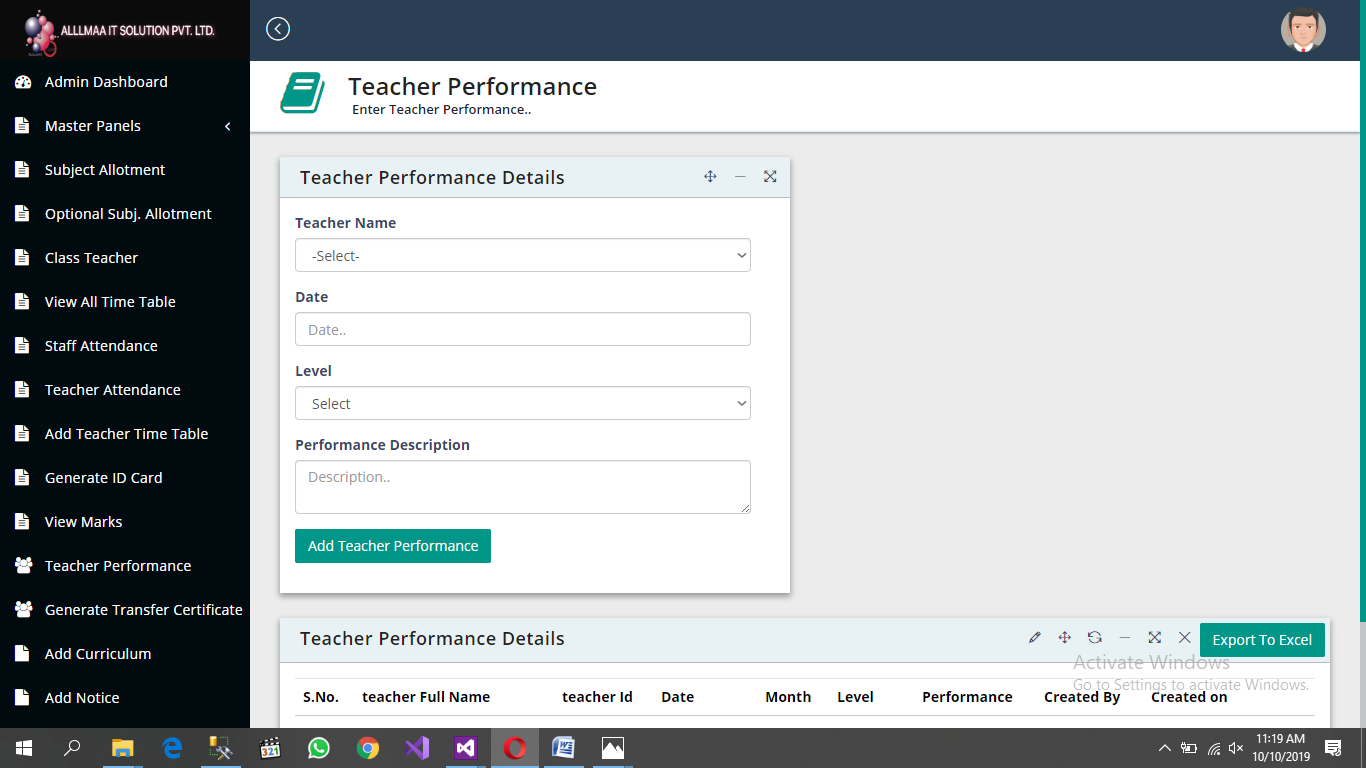 ALLLMAA IT SOLUTION PVT. LTD.
Admin Dashboard
Master Panels
Subject Allotment
Optional Subj. Allotment
Class Teacher
View All Time Table
Staff Attendance
Teacher Attendance
Add Teacher Time Table
Generate ID Card
View Marks
Teacher Performance
Generate Transfer Certificate
Add Curriculum
Add Notice
Teacher Performance
Enter Teacher Performance..
Teacher Performance Details
Teacher Name
-Select-
Date
Date..
Level
Select
Performance Description
Description..
Add Teacher Performance
Teacher Performance Details
Export To Excel
Activate Windows
Go to Settings to activate Windows.
S.No. teacher Full Name teacher Id Date Month Level Performance Created By Created on
321
11:19 AM
10/10/2019